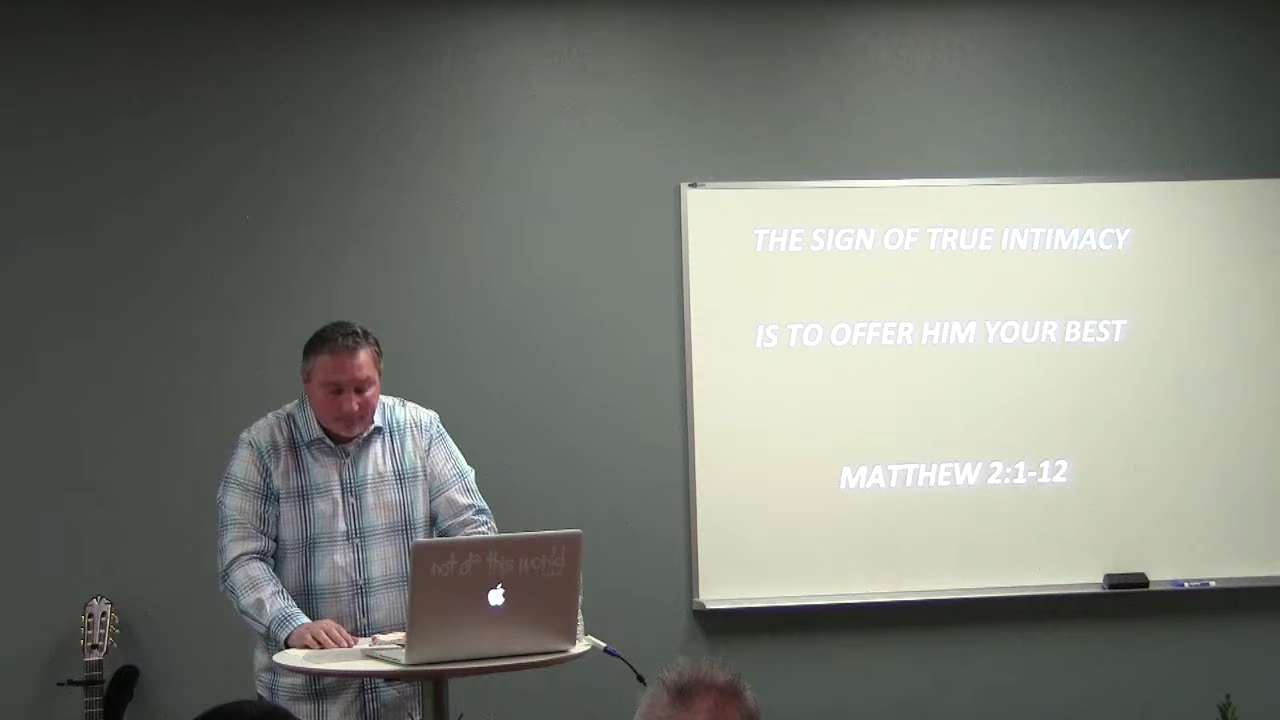 THE SIGN OF TRUE INTIMACY
IS TO OFFER HIM YOUR BEST
MATTHEW 2:1-12
not of this world